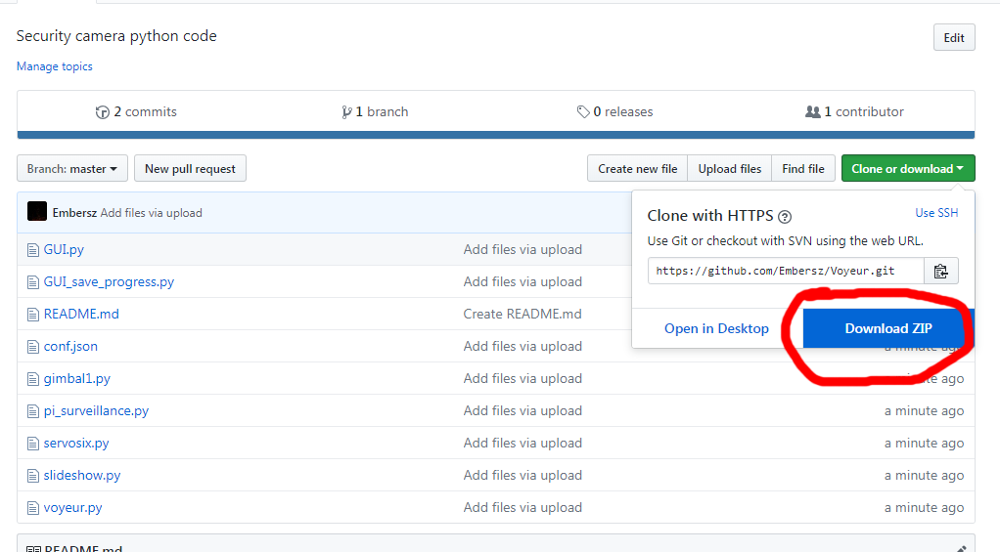 Security camera python code
Edit
Manage topics
2 commits
1 branch
0 releases
1 contributor
Branch: master
New pull request
Create new file
Upload files
Find file
Clone or download
Embersz Add files via upload
Clone with HTTPS
Use SSH
Use Git or checkout with SVN using the web URL.
https://github.com/Embersz/Voyeur.git
Open in Desktop
Download ZIP
GUI.py Add files via upload
GUI_save_progress.py Add files via upload
README.md Create README.md
conf.json Add files via upload a minute ago
gimbal1.py Add files via upload minute ago
pi_surveillance.py Add files via upload a minute ago
servosix.py Add files via upload a minute ago
slideshow.py Add files via upload a minute ago
voyeur.py Add files via upload a minute ago
README.md